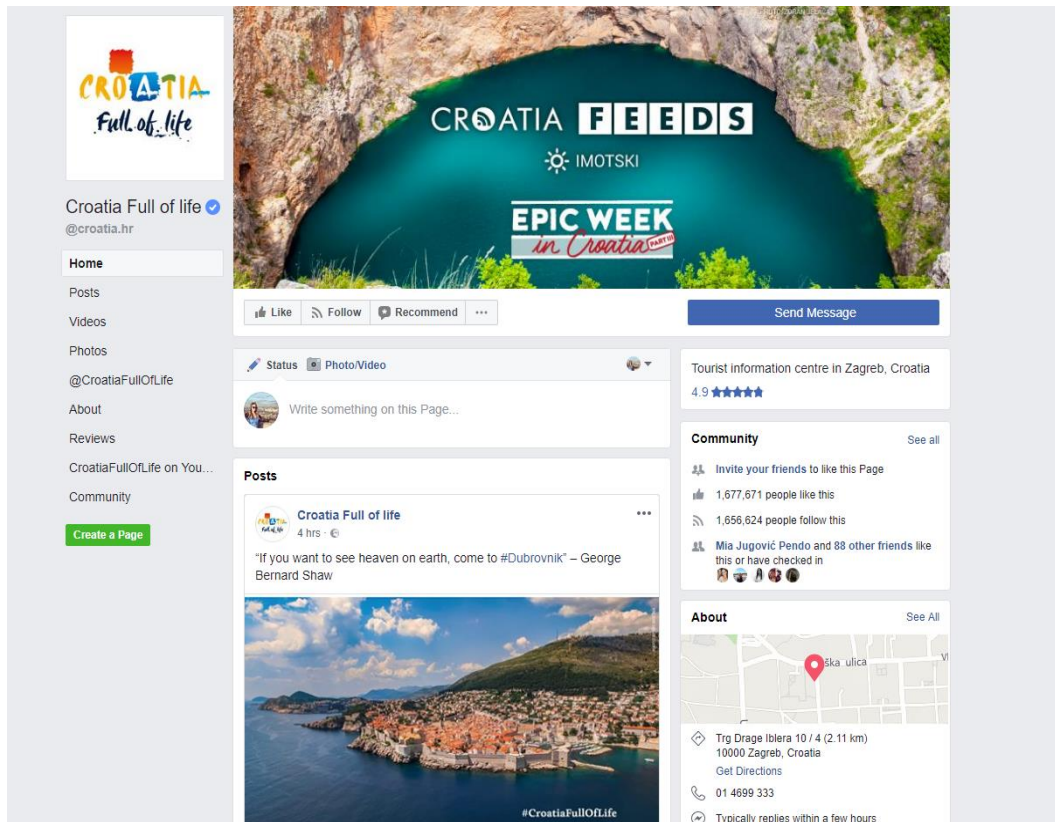 CROATIA
Full of life
Croatia Full of life
@croatia.hr
Home
Posts
Videos
Photos
@CroatiaFullOfLife
About
Reviews
CroatiaFullOfLife on You...
Community
Create a Page
CROATIA FEEDS
IMOTSKI
EPIC WEEK
in Croatia PART III
Like Follow Recommend ...
Send Message
Status Photo/Video
Write something on this Page...
Posts
CROATIA
Full of life
Croatia Full of life
4 hrs ·
“If you want to see heaven on earth, come to #Dubrovnik” – George
Bernard Shaw
#CroatiaFullOfLife
Tourist information centre in Zagreb, Croatia
4.9
Community See all
Invite your friends to like this Page
1,677,671 people like this
1,656,624 people follow this
Mia Jugović Pendo and 88 other friends like
this or have checked in
About See All
ška ulica
Trg Drage Iblera 10 / 4 (2.11 km)
10000 Zagreb, Croatia
Get Directions
01 4699 333
Typically replies within a few hours